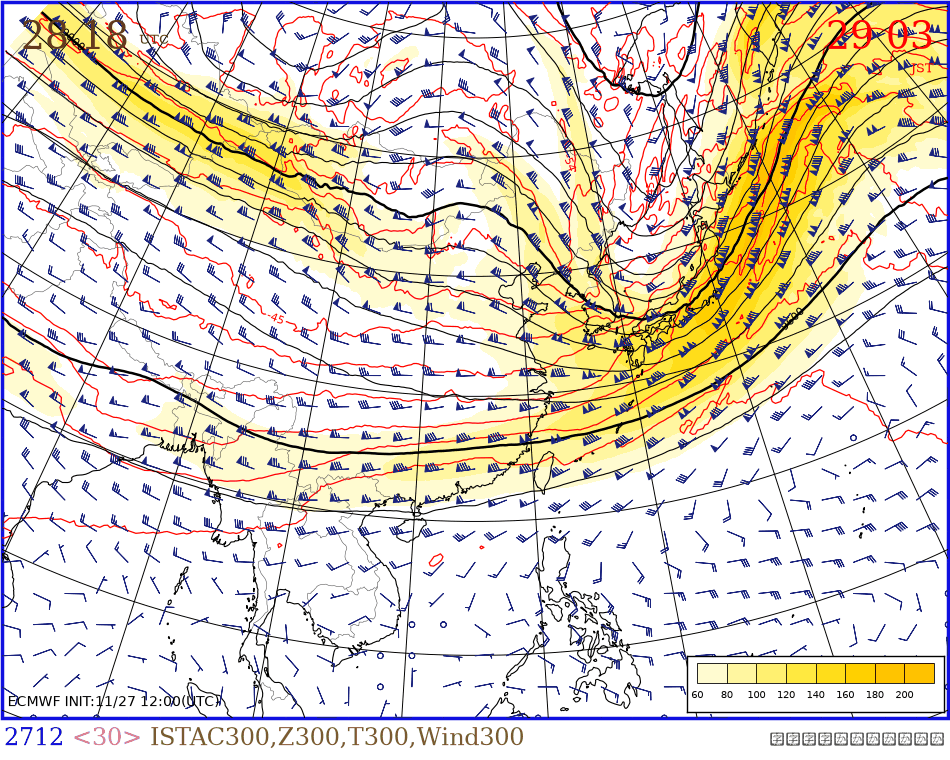 28 18 UTC
29 03 JST
-45
60 80 100 120 140 160 180 200
ECMWF INIT:11/27 12:00(UTC)
2712 <30> ISTAC300,Z300,T300,Wind300